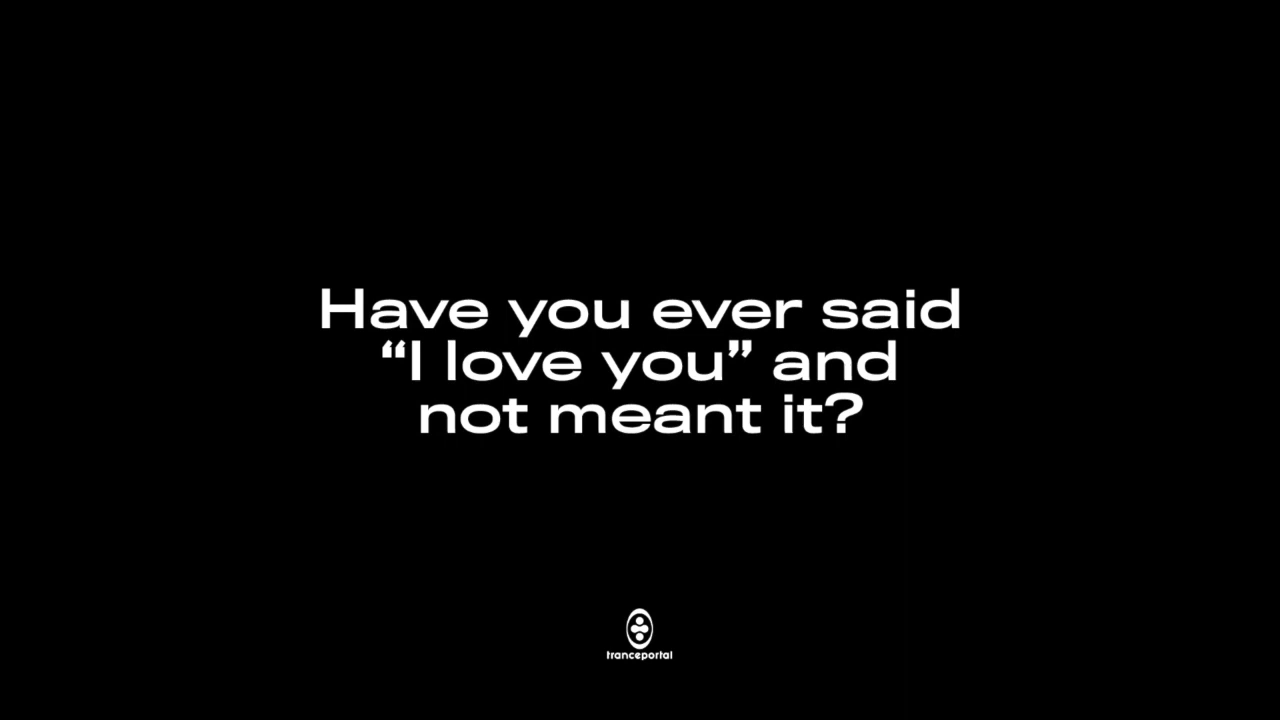 Have you ever said
“I love you” and
not meant it?
tranceportal